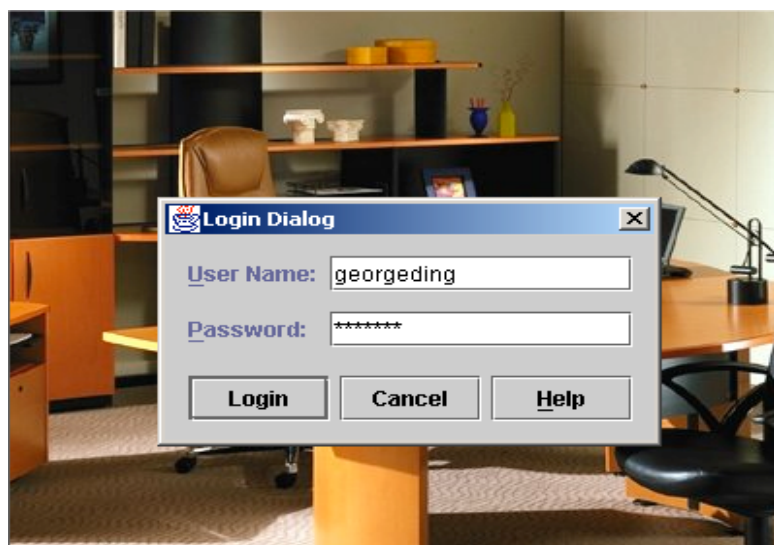 Login Dialog
User Name: georgeding
Password: *******
Login Cancel Help